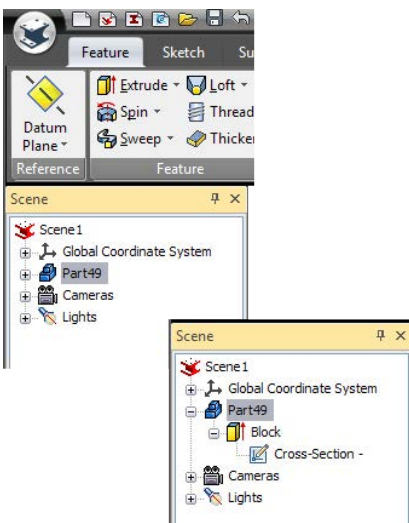 Feature Sketch Su
Extrude Loft
Spin Thread
Datum Plane
Sweep Thicke
Reference Feature
Scene
Scene1
Global Coordinate System
Part49
Cameras
Lights
Scene
Scene1
Global Coordinate System
Part49
Block
Cross-Section -
Cameras
Lights